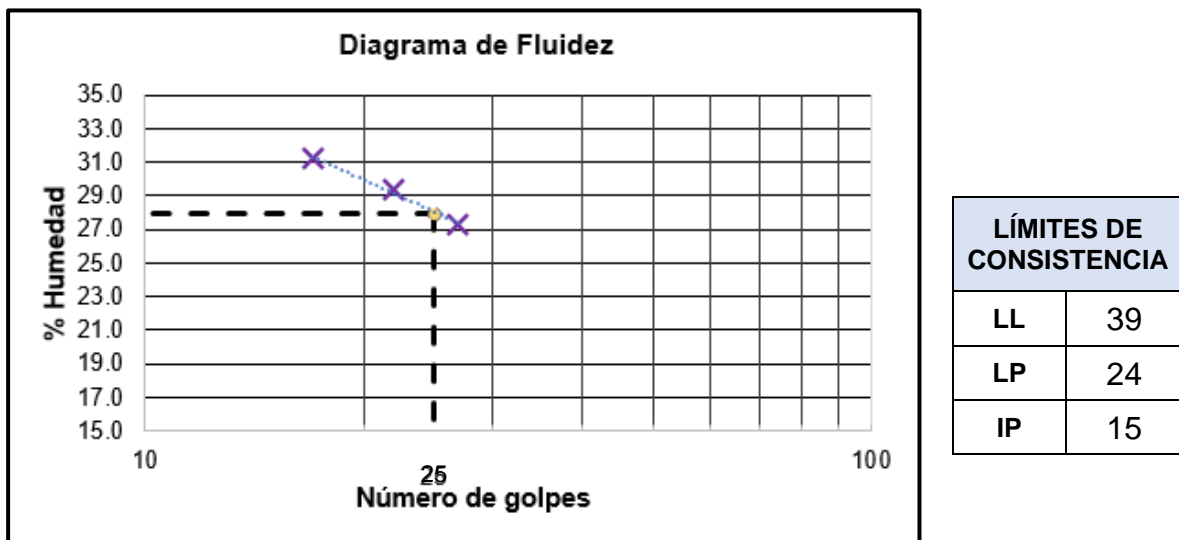 Diagrama de Fluidez
% Humedad
35.0
33.0
31.0
29.0
27.0
25.0
23.0
21.0
19.0
17.0
15.0
10
25
100
Número de golpes
LÍMITES DE
CONSISTENCIA
LL 39
LP 24
IP 15